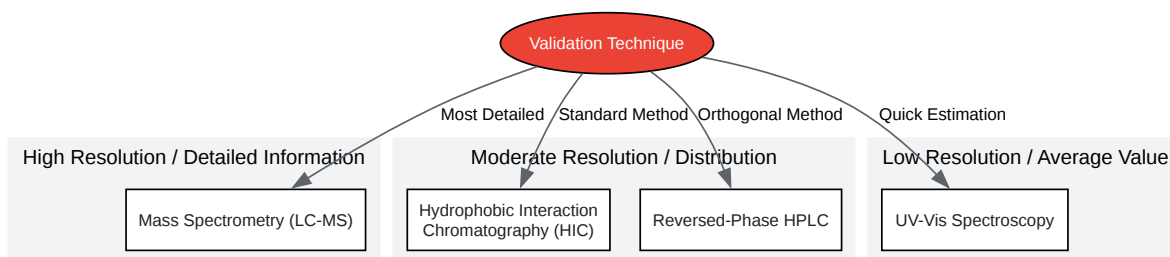 Validation Technique
Most Detailed
Standard Method
Orthogonal Method
Quick Estimation
High Resolution / Detailed Information
Moderate Resolution / Distribution
Low Resolution / Average Value
Mass Spectrometry (LC-MS)
Hydrophobic Interaction
Chromatography (HIC)
Reversed-Phase HPLC
UV-Vis Spectroscopy